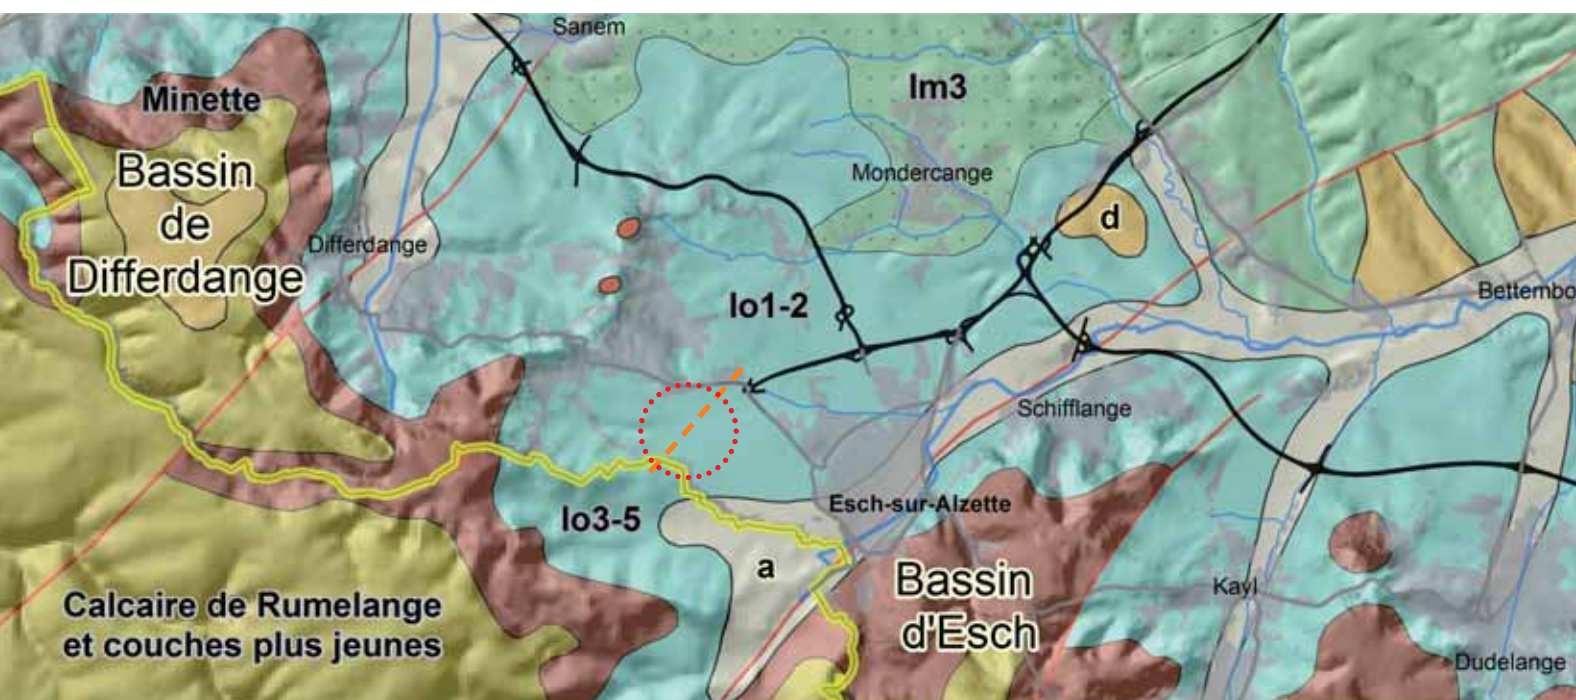 Sanem
Minette
lm3
Bassin
de
Differdange
Mondercange
d
Differdange
lo1-2
Bettembo
Schifflange
Esch-sur-Alzette
lo3-5
a
Bassin
d'Esch
Kayl
Calcaire de Rumelange
et couches plus jeunes
Dudelange